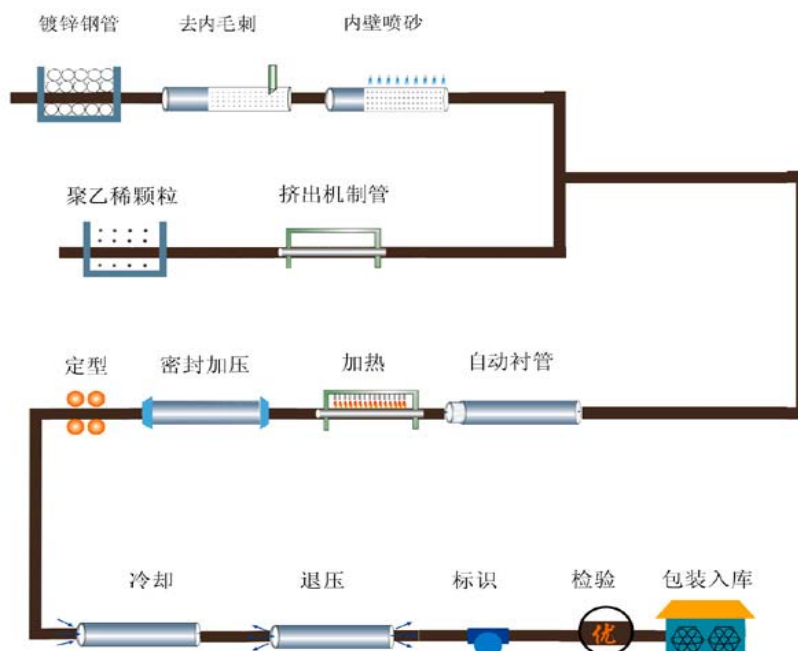 镀锌钢管
去内毛刺
内壁喷砂
聚乙稀颗粒
挤出机制管
定型
密封加压
加热
自动衬管
冷却
退压
标识
检验
包装入库
优